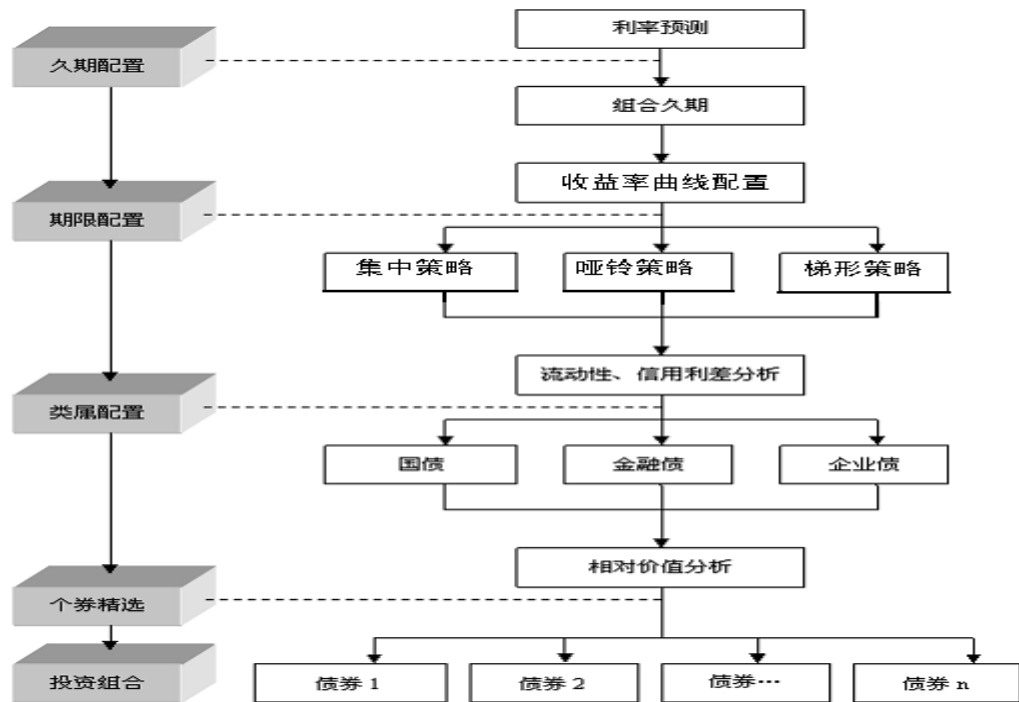 利率预测
久期配置
组合久期
收益率曲线配置
期限配置
集中策略
哑铃策略
梯形策略
流动性、信用利差分析
类属配置
国债
金融债
企业债
相对价值分析
个券精选
投资组合
债券 1
债券 2
债券…
债券 n